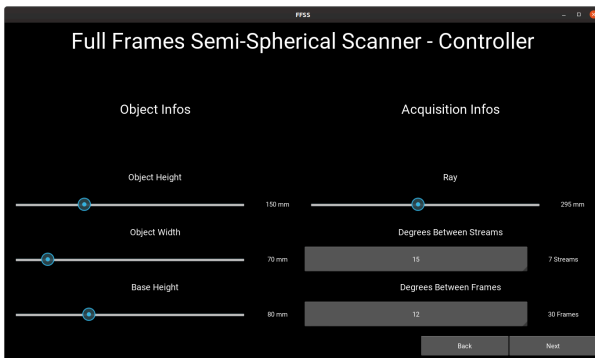 FFSS
Full Frames Semi-Spherical Scanner - Controller
Object Infos
Acquisition Infos
Object Height
150 mm
Ray
295 mm
Object Width
70 mm
Degrees Between Streams
15
7 Streams
Base Height
80 mm
Degrees Between Frames
12
30 Frames
Back
Next